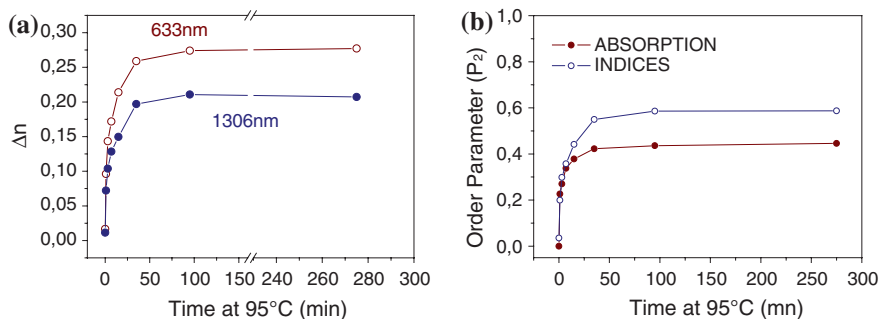 (a)
0,30
0,25
0,20
0,15
0,10
0,05
0,00
Δn
633nm
1306nm
0 50 100 150 240 260 280 300
Time at 95°C (min)
(b)
1,0
0,8
0,6
0,4
0,2
0,0
Order Parameter (P₂)
ABSORPTION
INDICES
0 50 100 150 200 250 300
Time at 95°C (mn)